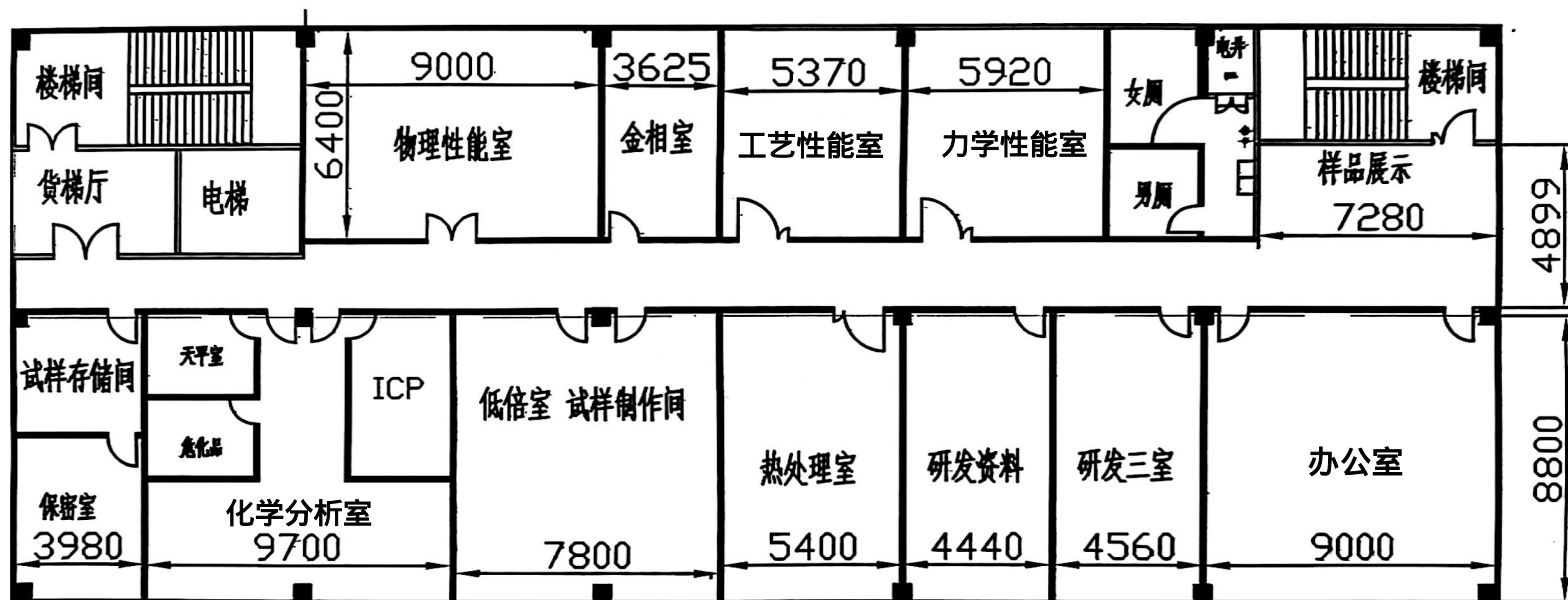 楼梯间
9000
6400
物理性能室
3625
金相室
5370
工艺性能室
5920
力学性能室
女厕
男厕
电井
楼梯间
样品展示
7280
4899
货梯厅
电梯
试样存储间
保密室
3980
天平室
危化品
ICP
化学分析室
9700
低倍室 试样制作间
7800
热处理室
5400
研发资料
4440
研发三室
4560
办公室
9000
8800